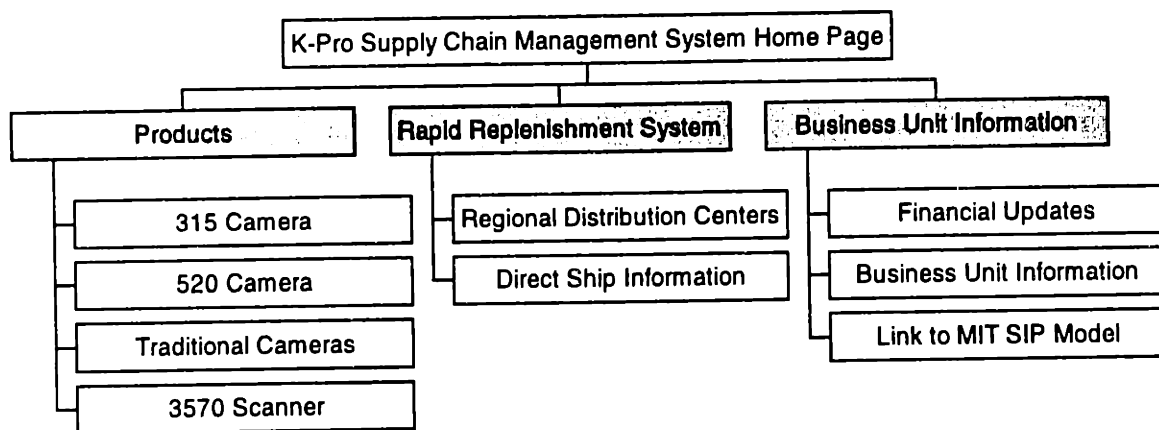 K-Pro Supply Chain Management System Home Page
Products
Rapid Replenishment System
Business Unit Information
315 Camera
520 Camera
Traditional Cameras
3570 Scanner
Regional Distribution Centers
Direct Ship Information
Financial Updates
Business Unit Information
Link to MIT SIP Model